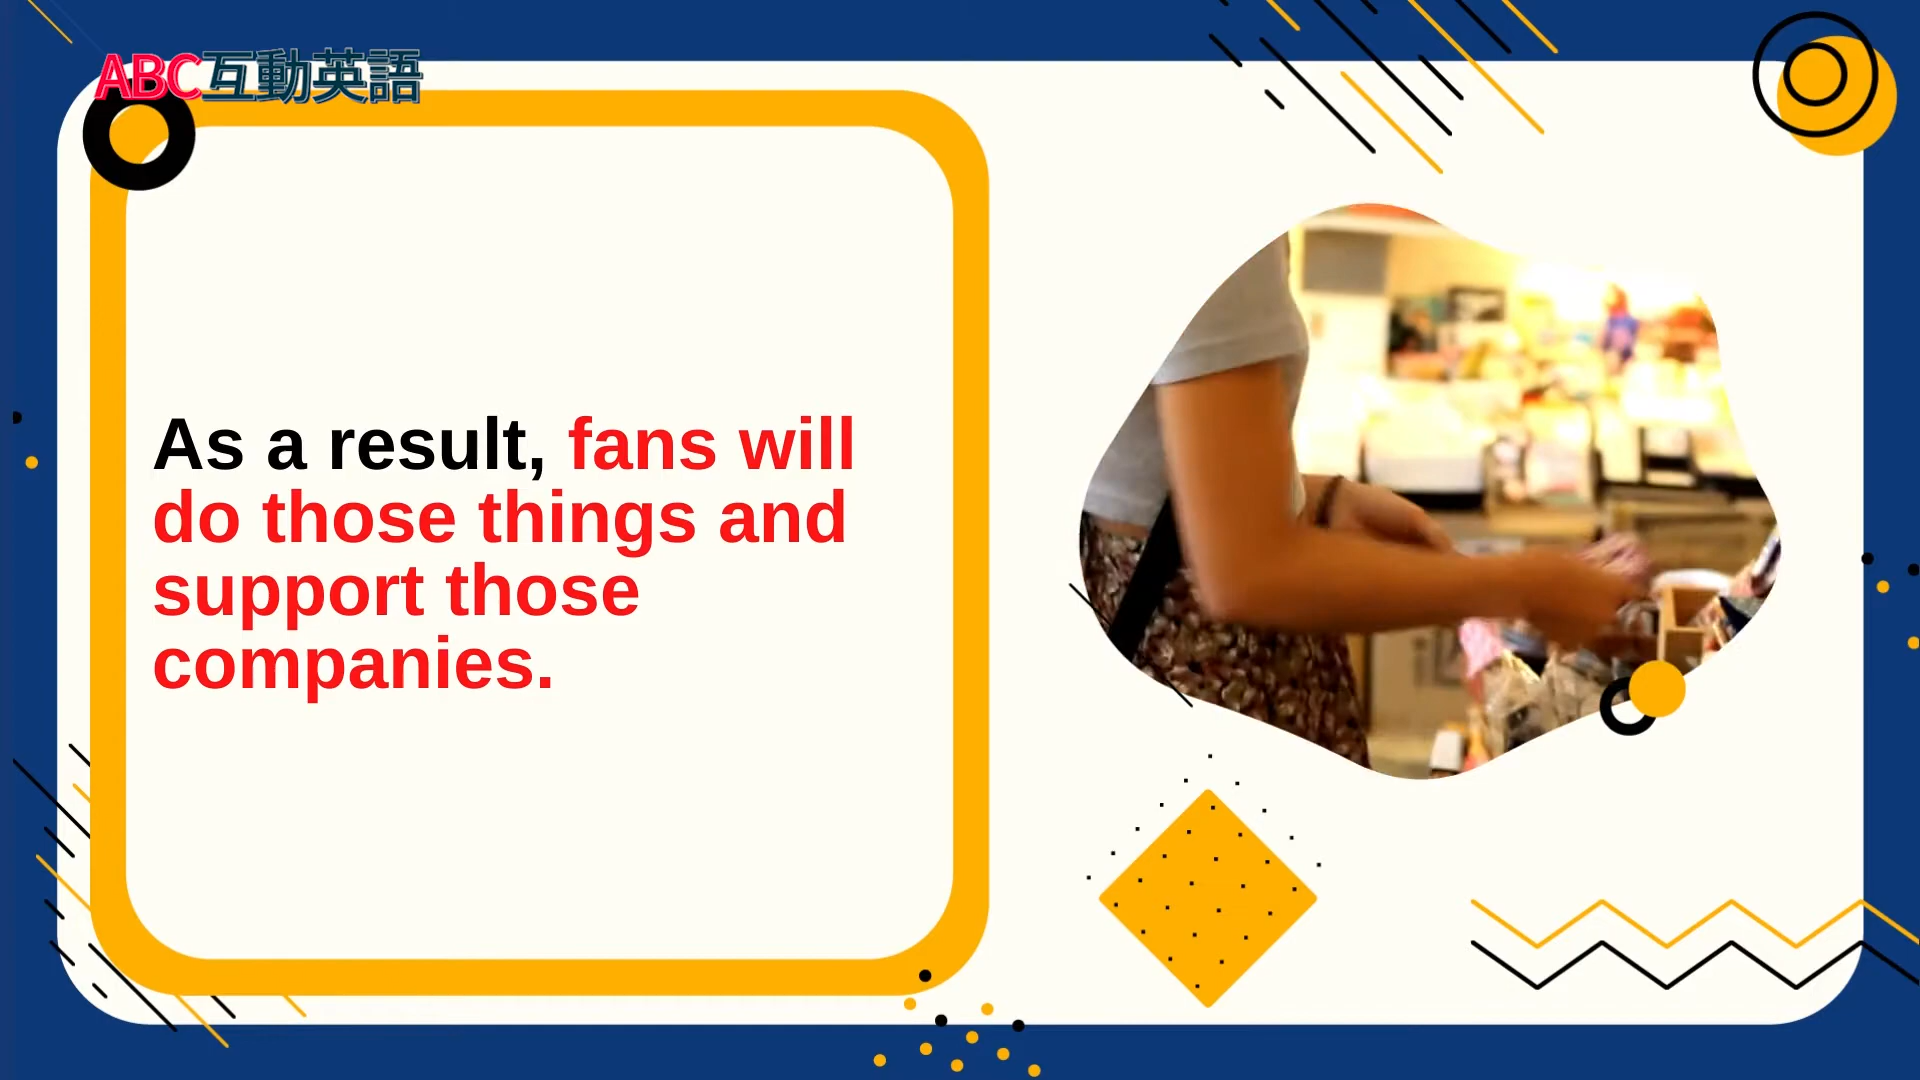 ABC互動英語
As a result, fans will
do those things and
support those
companies.